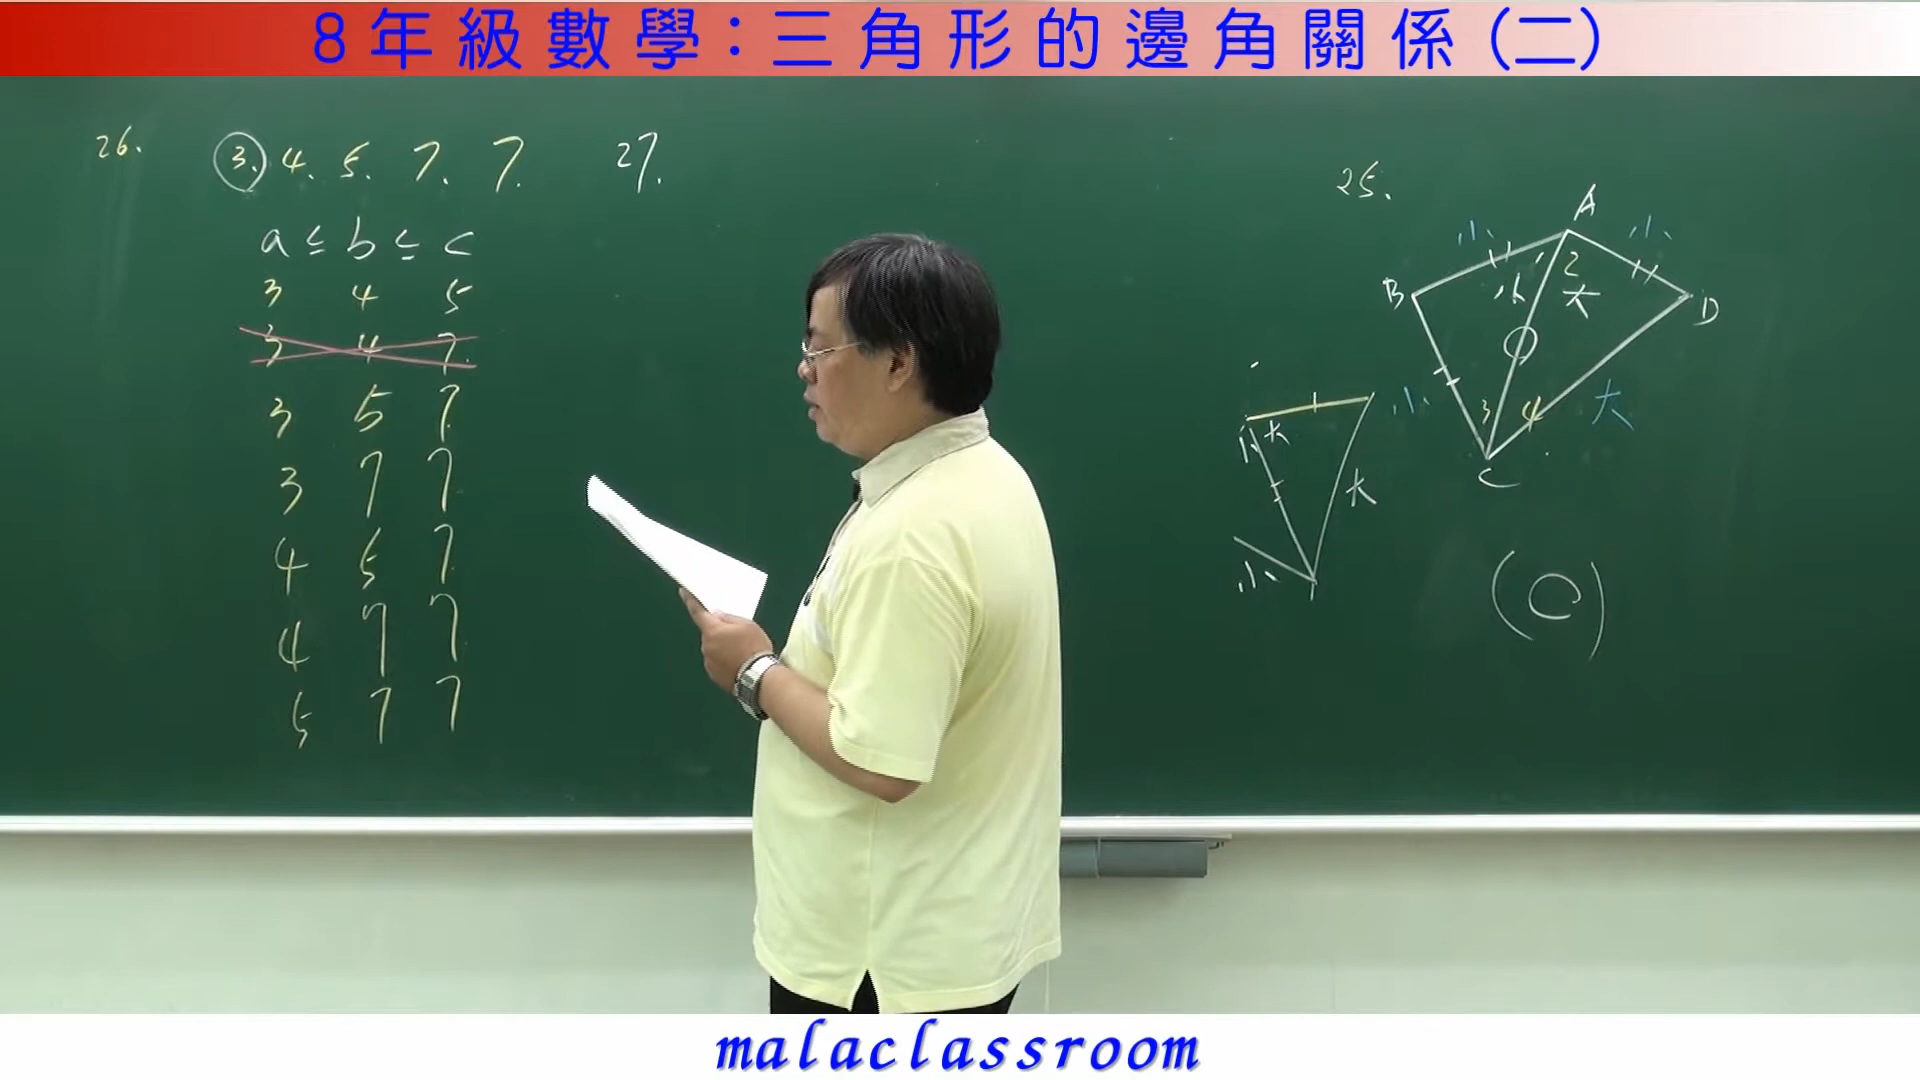 8年級數學:三角形的邊角關係(二)
26.
3. 4. 5. 7. 7.
a ≤ b ≤ c
3 4 5
3 4 7.
3 5 7
3 7 7
4 5 7
4 7 7
5 7 7
27.
25.
A
小 小
1 2
B 小 大 D
3 4 大
C
小
大
大
小
(C)
malaclassroom